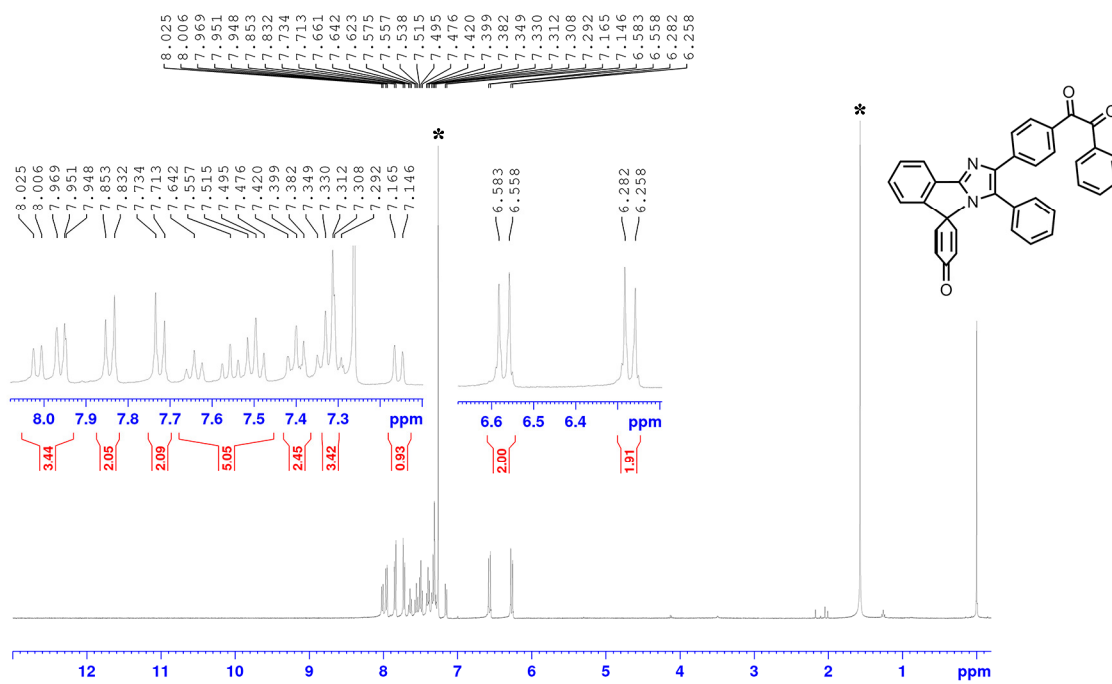 8.025 8.006 7.969 7.951 7.948 7.853 7.832 7.734 7.713 7.661 7.642 7.623 7.575 7.557 7.538 7.515 7.495 7.476 7.420 7.399 7.382 7.349 7.330 7.312 7.308 7.292 7.165 7.146 6.583 6.558 6.282 6.258
* *
8.025 8.006 7.969 7.951 7.948 7.853 7.832 7.734 7.713 7.642 7.557 7.515 7.495 7.476 7.420 7.399 7.382 7.349 7.330 7.312 7.308 7.292 7.165 7.146
6.583 6.558 6.282 6.258
O
O
N
N
O
8.0 7.9 7.8 7.7 7.6 7.5 7.4 7.3 ppm
6.6 6.5 6.4 ppm
3.44 2.05 2.09 5.05 2.45 3.42 0.93 2.00 1.91
12 11 10 9 8 7 6 5 4 3 2 1 ppm